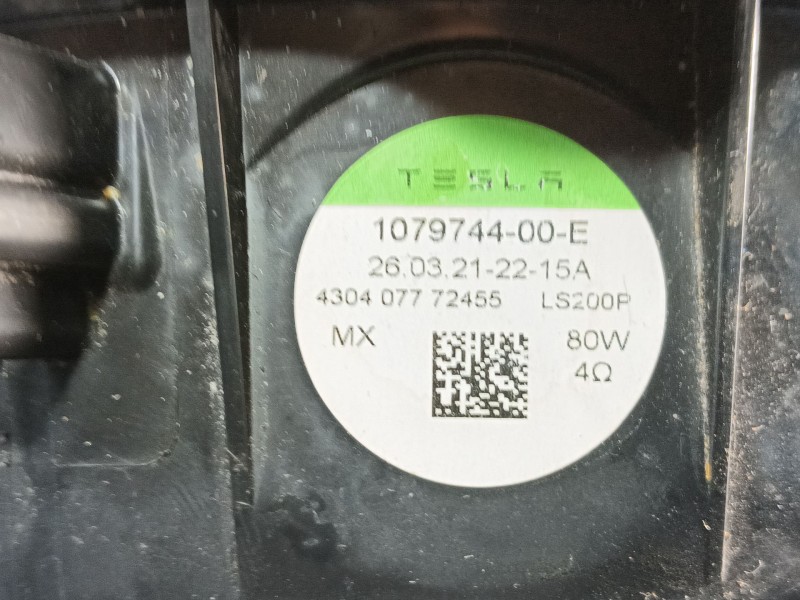 TESLA
1079744-00-E
26.03.21-22-15A
4304 077 72455 LS200P
MX 80W
4Ω